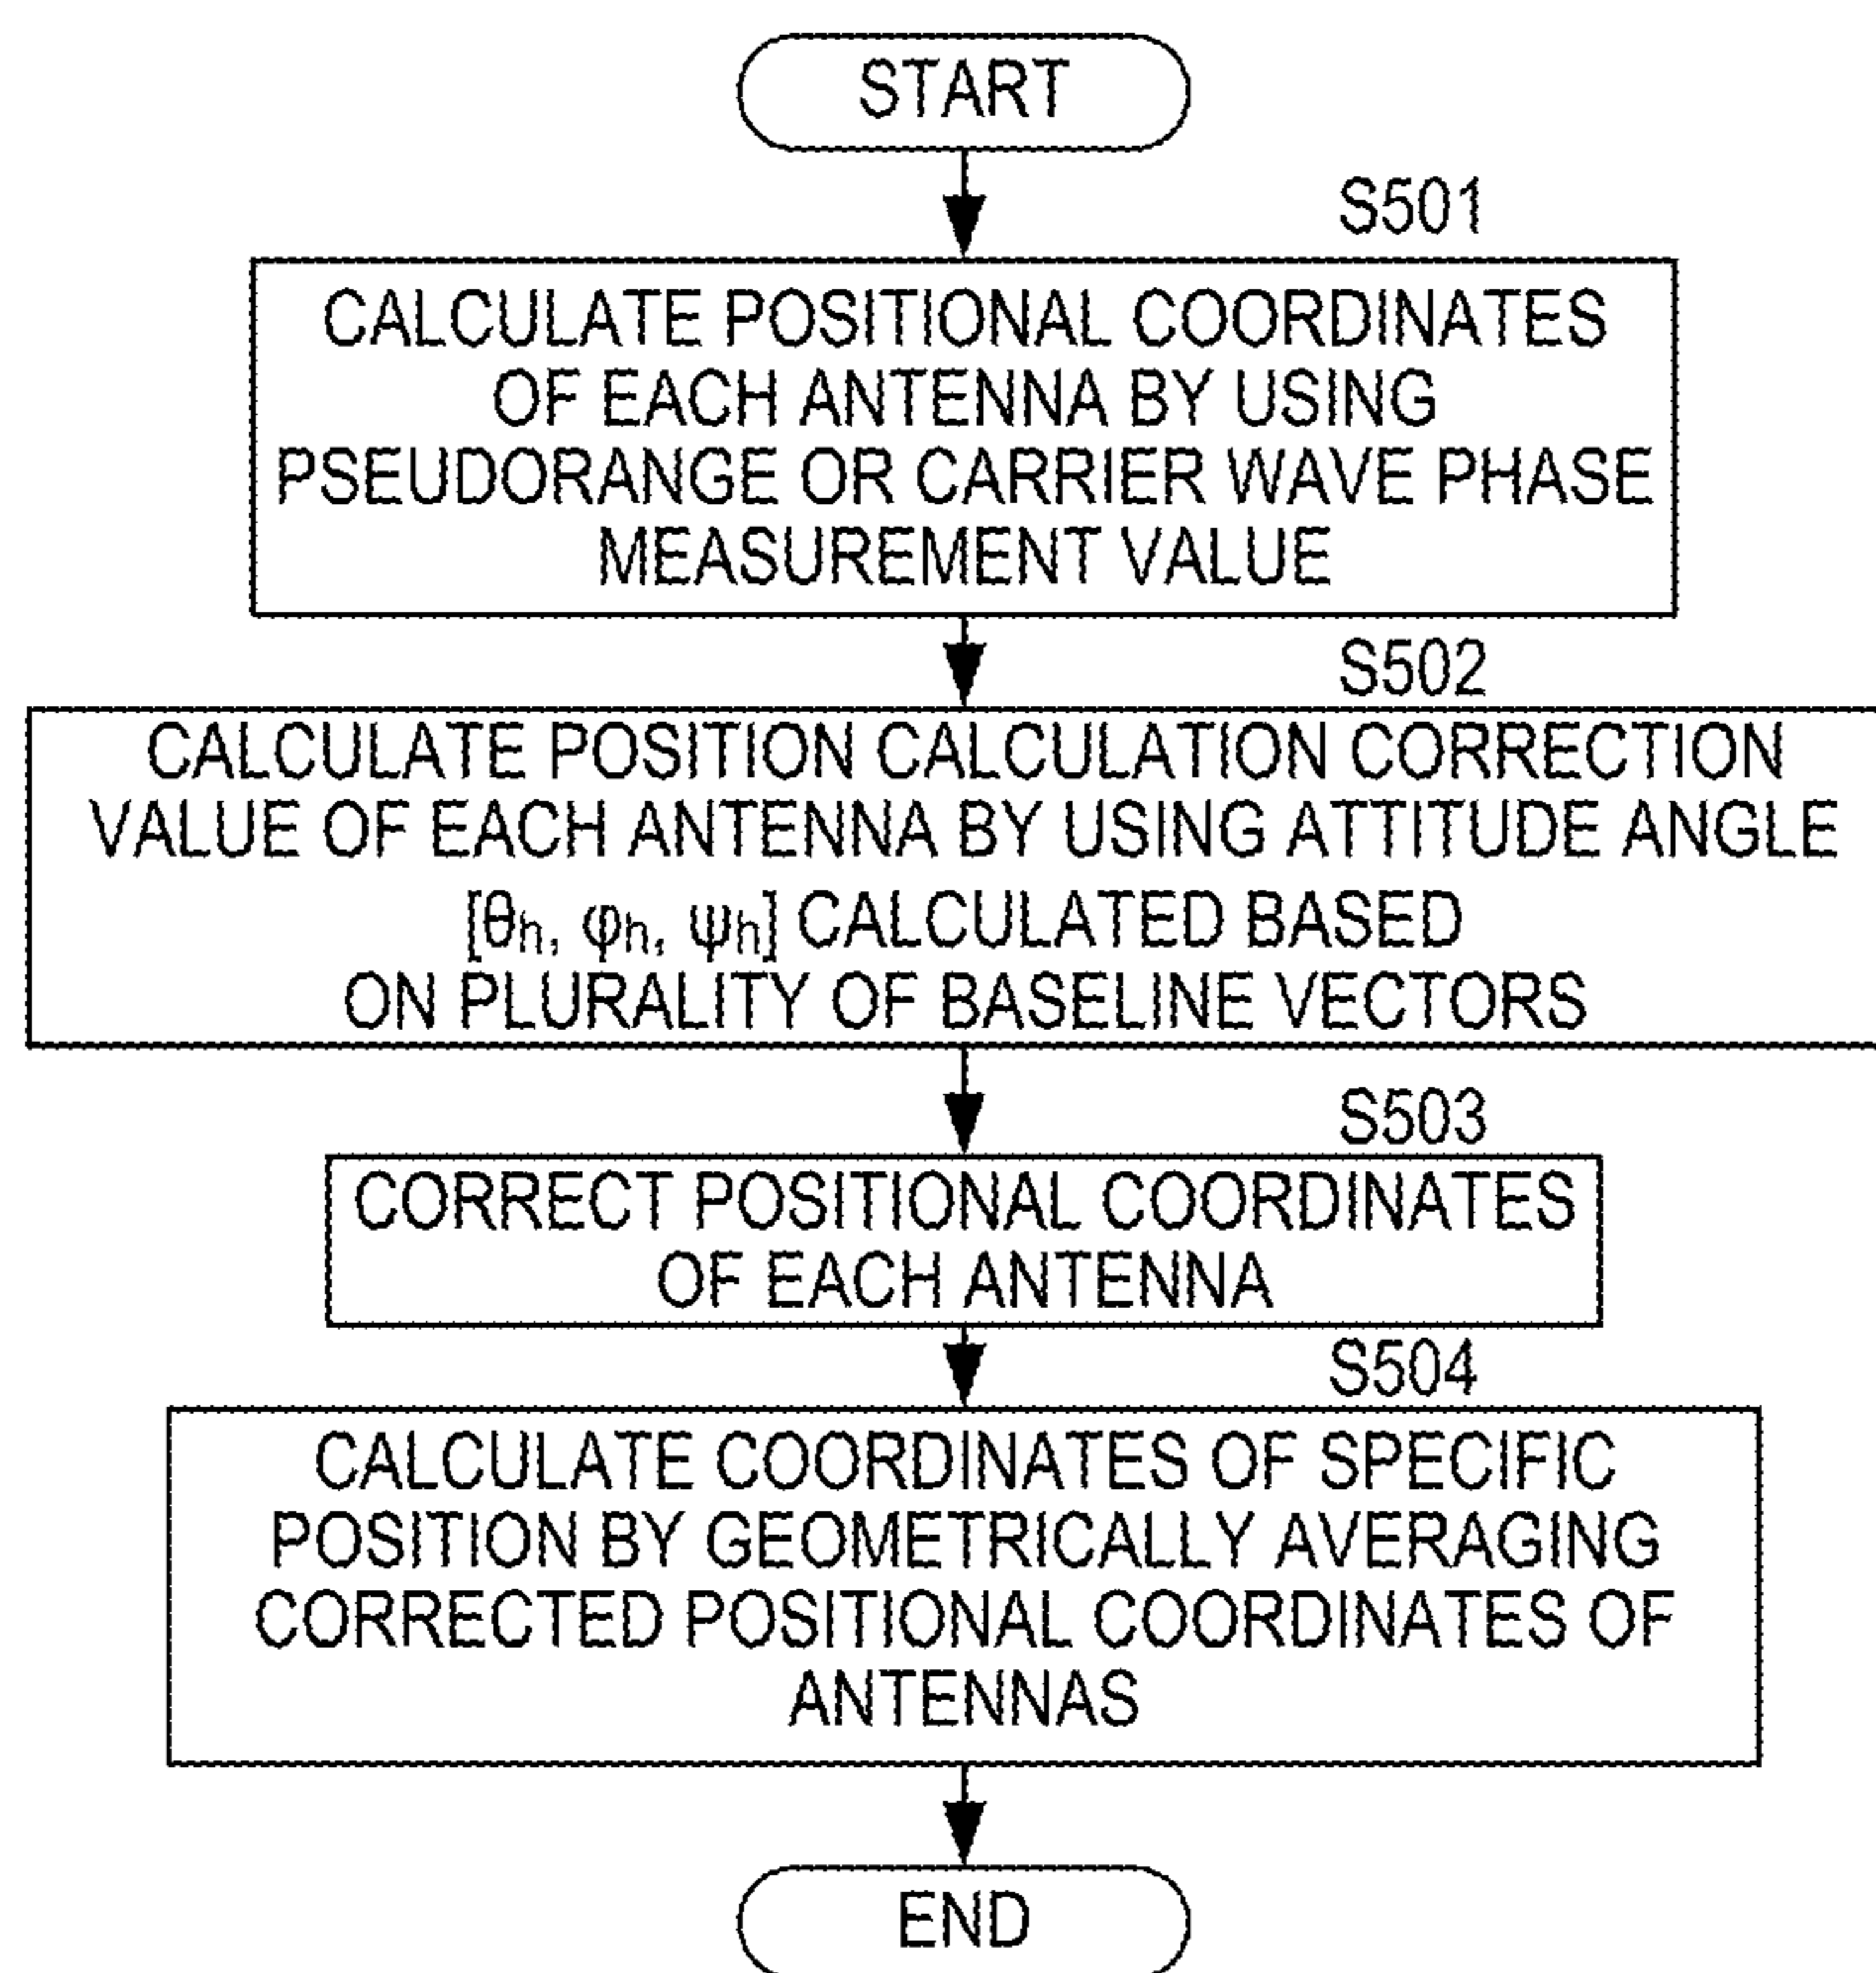 START
S501
CALCULATE POSITIONAL COORDINATES
OF EACH ANTENNA BY USING
PSEUDORANGE OR CARRIER WAVE PHASE
MEASUREMENT VALUE
S502
CALCULATE POSITION CALCULATION CORRECTION
VALUE OF EACH ANTENNA BY USING ATTITUDE ANGLE
[θh, φh, ψh] CALCULATED BASED
ON PLURALITY OF BASELINE VECTORS
S503
CORRECT POSITIONAL COORDINATES
OF EACH ANTENNA
S504
CALCULATE COORDINATES OF SPECIFIC
POSITION BY GEOMETRICALLY AVERAGING
CORRECTED POSITIONAL COORDINATES OF
ANTENNAS
END